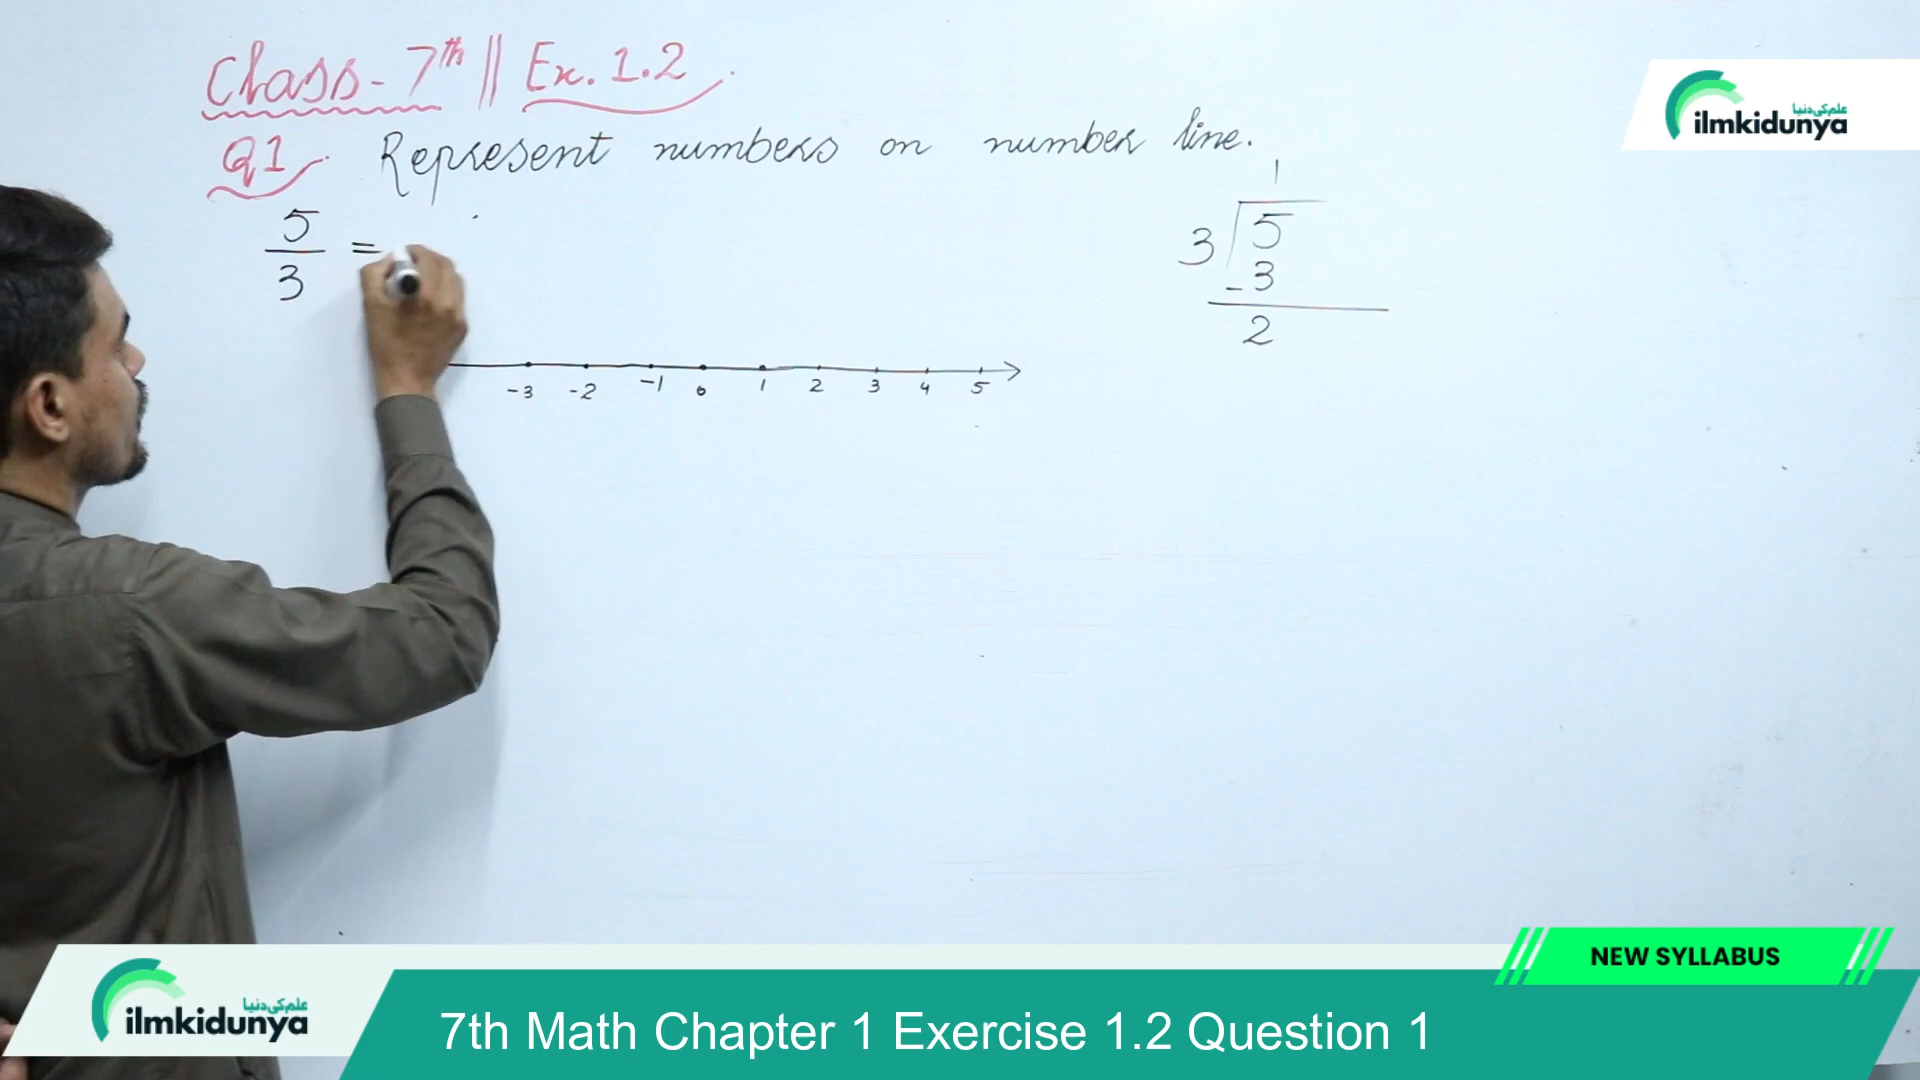 Class-7th || Ex. 1.2
Q1. Represent numbers on number line.
5
3
=
1
3 5
-3
2
-3 -2 -1 0 1 2 3 4 5
علم کی دنیا
ilmkidunya
NEW SYLLABUS
علم کی دنیا
ilmkidunya
7th Math Chapter 1 Exercise 1.2 Question 1